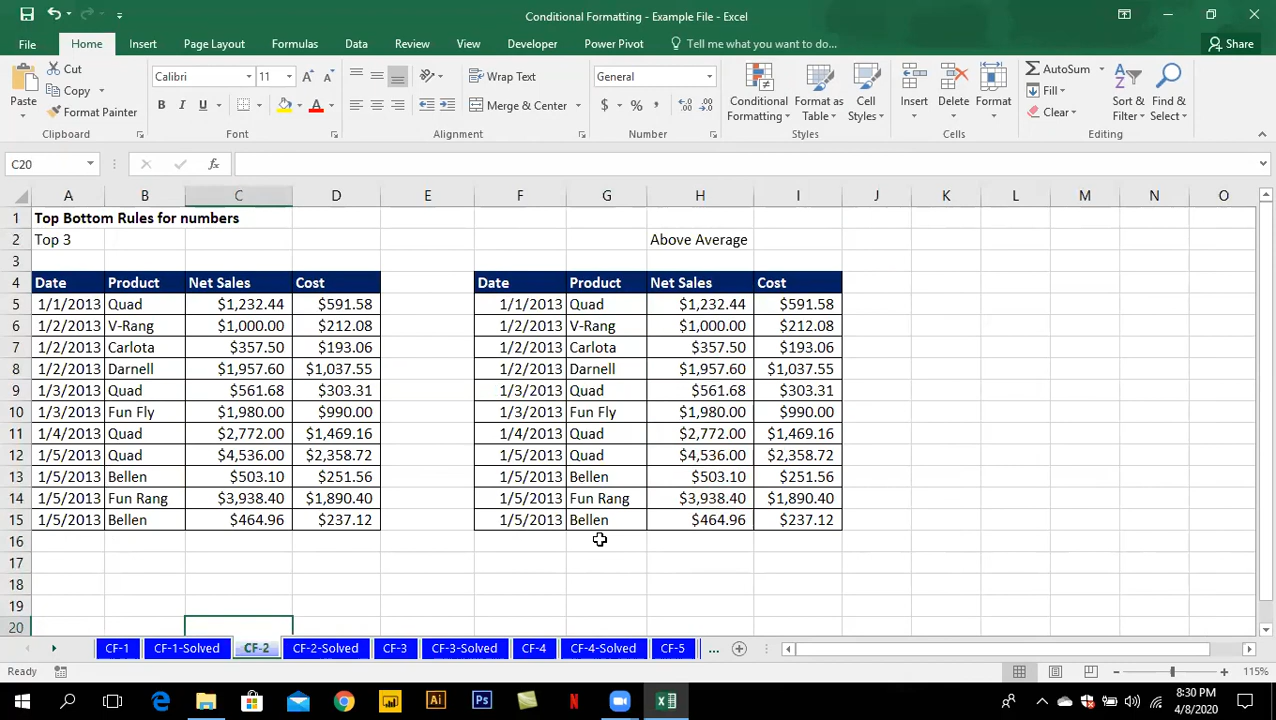 Conditional Formatting - Example File - Excel
File Home Insert Page Layout Formulas Data Review View Developer Power Pivot Tell me what you want to do... Share
Paste Cut Copy Format Painter Clipboard
Calibri 11 A A B I U A Font
Wrap Text Merge & Center Alignment
General $ % , .0 .00 Number
Conditional Formatting Format as Table Cell Styles Styles
Insert Delete Format Cells
AutoSum Fill Clear Sort & Filter Find & Select Editing
C20 fx
A B C D E F G H I J K L M N O
1 Top Bottom Rules for numbers
2 Top 3 Above Average
3
4 Date Product Net Sales Cost Date Product Net Sales Cost
5 1/1/2013 Quad $1,232.44 $591.58 1/1/2013 Quad $1,232.44 $591.58
6 1/2/2013 V-Rang $1,000.00 $212.08 1/2/2013 V-Rang $1,000.00 $212.08
7 1/2/2013 Carlota $357.50 $193.06 1/2/2013 Carlota $357.50 $193.06
8 1/2/2013 Darnell $1,957.60 $1,037.55 1/2/2013 Darnell $1,957.60 $1,037.55
9 1/3/2013 Quad $561.68 $303.31 1/3/2013 Quad $561.68 $303.31
10 1/3/2013 Fun Fly $1,980.00 $990.00 1/3/2013 Fun Fly $1,980.00 $990.00
11 1/4/2013 Quad $2,772.00 $1,469.16 1/4/2013 Quad $2,772.00 $1,469.16
12 1/5/2013 Quad $4,536.00 $2,358.72 1/5/2013 Quad $4,536.00 $2,358.72
13 1/5/2013 Bellen $503.10 $251.56 1/5/2013 Bellen $503.10 $251.56
14 1/5/2013 Fun Rang $3,938.40 $1,890.40 1/5/2013 Fun Rang $3,938.40 $1,890.40
15 1/5/2013 Bellen $464.96 $237.12 1/5/2013 Bellen $464.96 $237.12
16
17
18
19
20
CF-1 CF-1-Solved CF-2 CF-2-Solved CF-3 CF-3-Solved CF-4 CF-4-Solved CF-5 ...
Ready 115%
Ai Ps N 8:30 PM
4/8/2020